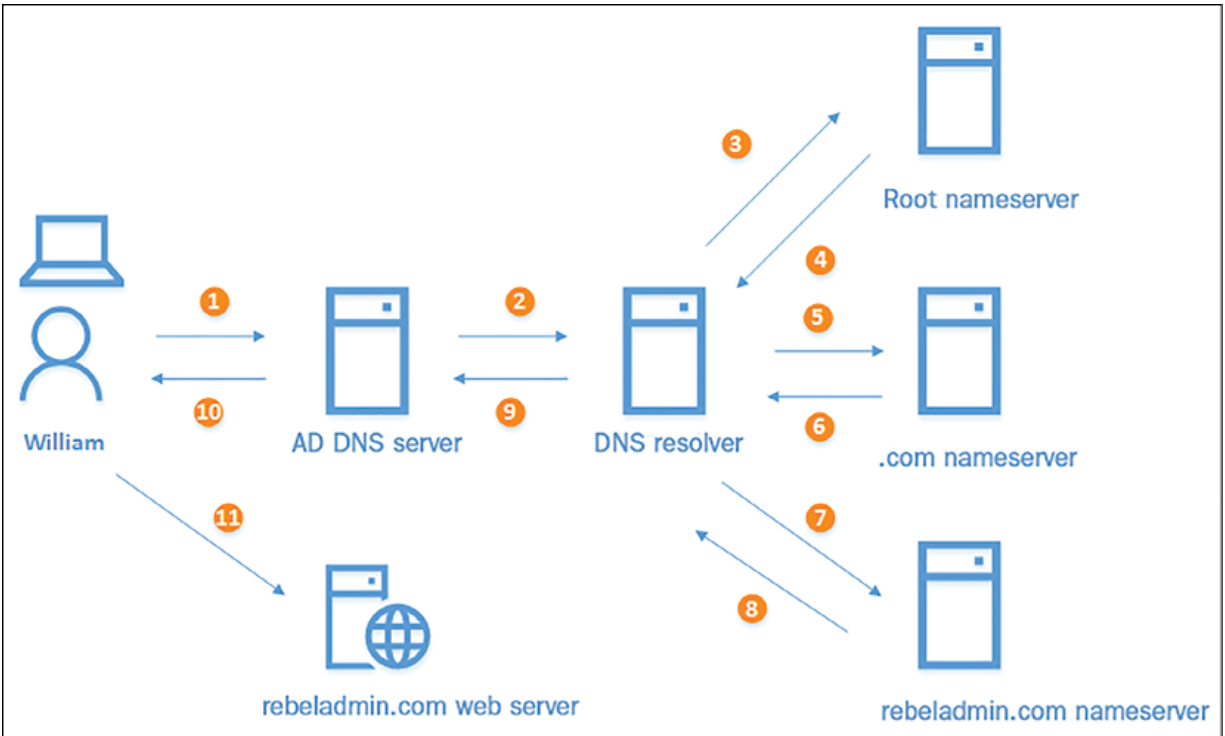 3
Root nameserver
4
1
2
5
10
9
6
William
AD DNS server
DNS resolver
.com nameserver
11
7
8
rebeladmin.com web server
rebeladmin.com nameserver